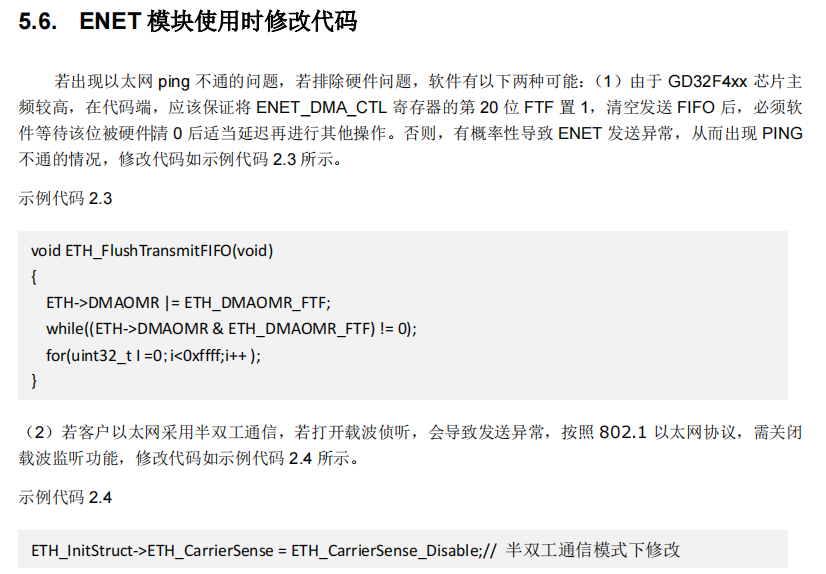 5.6. ENET 模块使用时修改代码
若出现以太网 ping 不通的问题，若排除硬件问题，软件有以下两种可能：（1）由于 GD32F4xx 芯片主
频较高，在代码端，应该保证将 ENET_DMA_CTL 寄存器的第 20 位 FTF 置 1，清空发送 FIFO 后，必须软
件等待该位被硬件清 0 后适当延迟再进行其他操作。否则，有概率性导致 ENET 发送异常，从而出现 PING
不通的情况，修改代码如示例代码 2.3 所示。
示例代码 2.3
void ETH_FlushTransmitFIFO(void)
{
ETH->DMAOMR |= ETH_DMAOMR_FTF;
while((ETH->DMAOMR & ETH_DMAOMR_FTF) != 0);
for(uint32_t I =0;i<0xffff;i++ );
}
（2）若客户以太网采用半双工通信，若打开载波侦听，会导致发送异常，按照 802.1 以太网协议，需关闭
载波监听功能，修改代码如示例代码 2.4 所示。
示例代码 2.4
ETH_InitStruct->ETH_CarrierSense = ETH_CarrierSense_Disable;// 半双工通信模式下修改